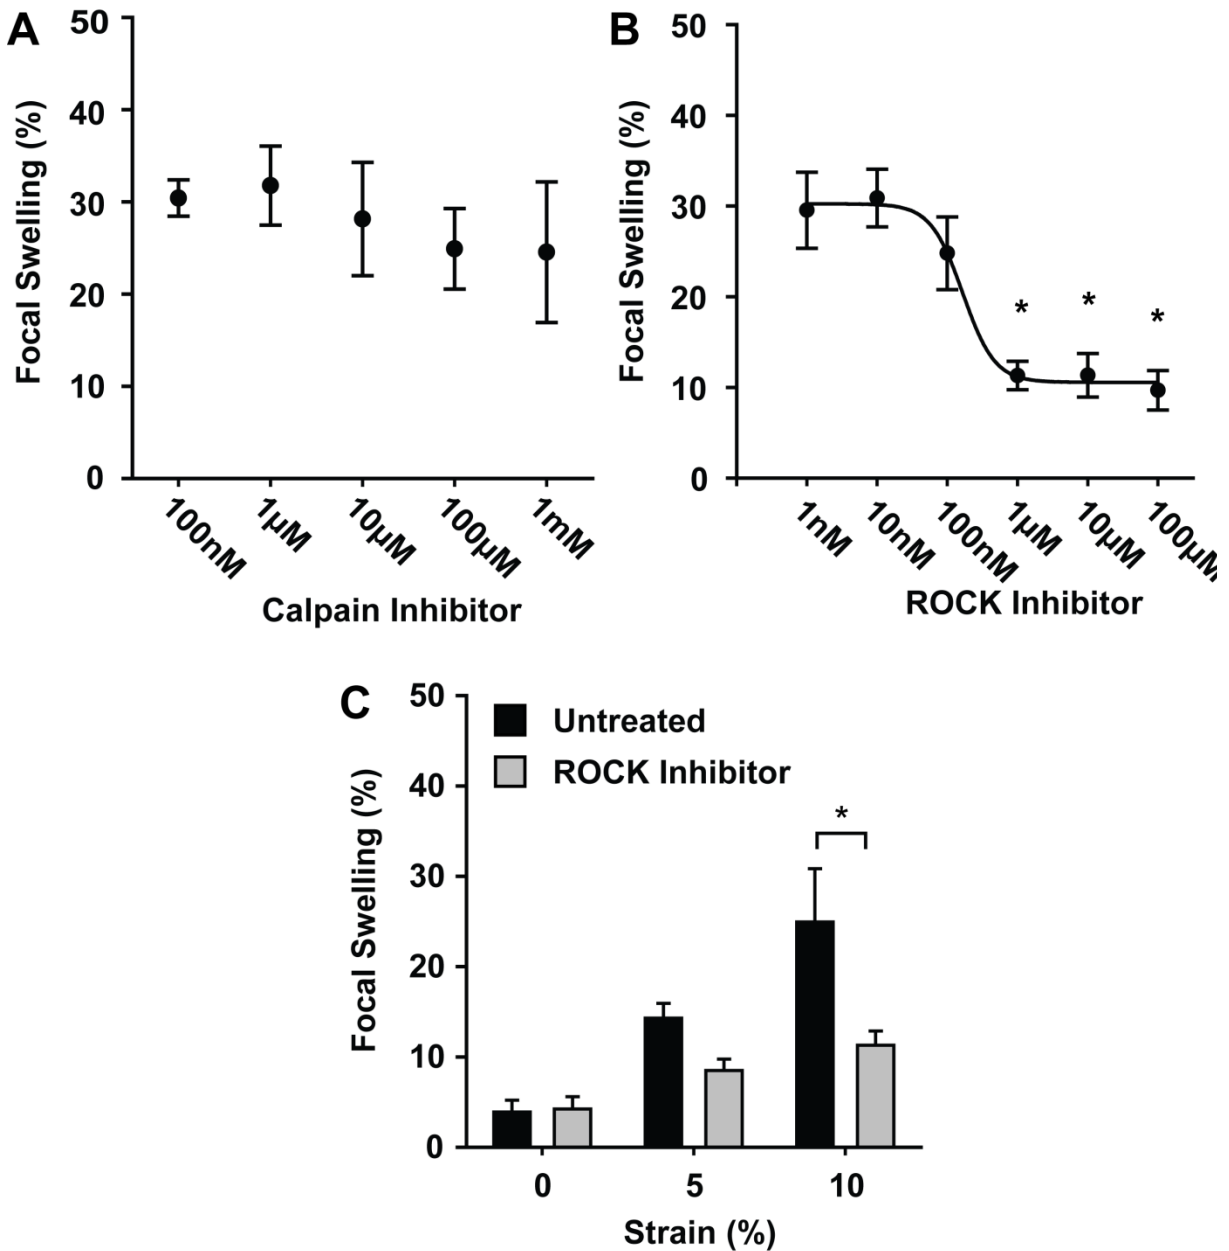 A
50
40
30
20
10
0
Focal Swelling (%)
100nM
1µM
10µM
100µM
1mM
Calpain Inhibitor
B
50
40
30
20
10
0
Focal Swelling (%)
*
*
*
1nM
10nM
100nM
1µM
10µM
100µM
ROCK Inhibitor
C
50
40
30
20
10
0
Focal Swelling (%)
Untreated
ROCK Inhibitor
*
0
5
10
Strain (%)